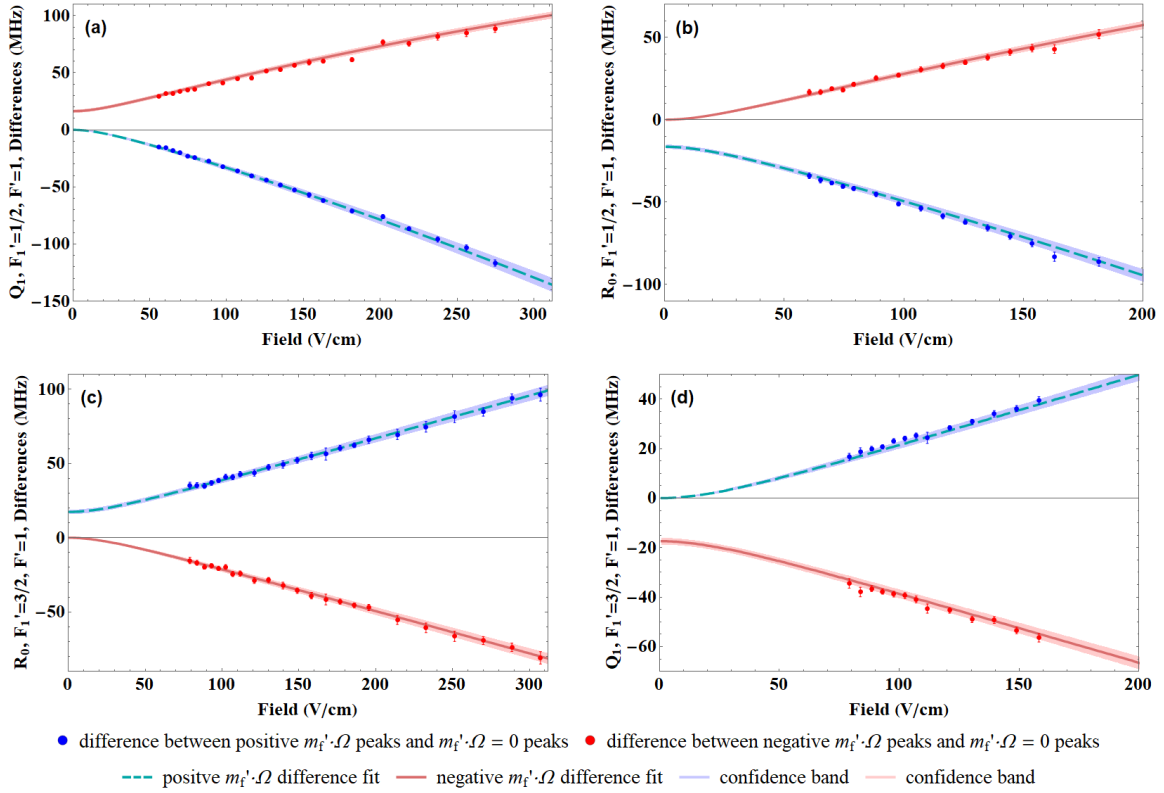 (a)
Q1, F1'=1/2, F'=1, Differences (MHz)
100
50
0
−50
−100
−150
0 50 100 150 200 250 300
Field (V/cm)
(b)
R0, F1'=1/2, F'=1, Differences (MHz)
−50
0
−50
−100
0 50 100 150 200
Field (V/cm)
(c)
R0, F1'=3/2, F'=1, Differences (MHz)
100
50
0
−50
0 50 100 150 200 250 300
Field (V/cm)
(d)
Q1, F1'=3/2, F'=1, Differences (MHz)
40
20
0
−20
−40
−60
0 50 100 150 200
Field (V/cm)
difference between positive mf'·Ω peaks and mf'·Ω = 0 peaks difference between negative mf'·Ω peaks and mf'·Ω = 0 peaks
positve mf'·Ω difference fit negative mf'·Ω difference fit confidence band confidence band